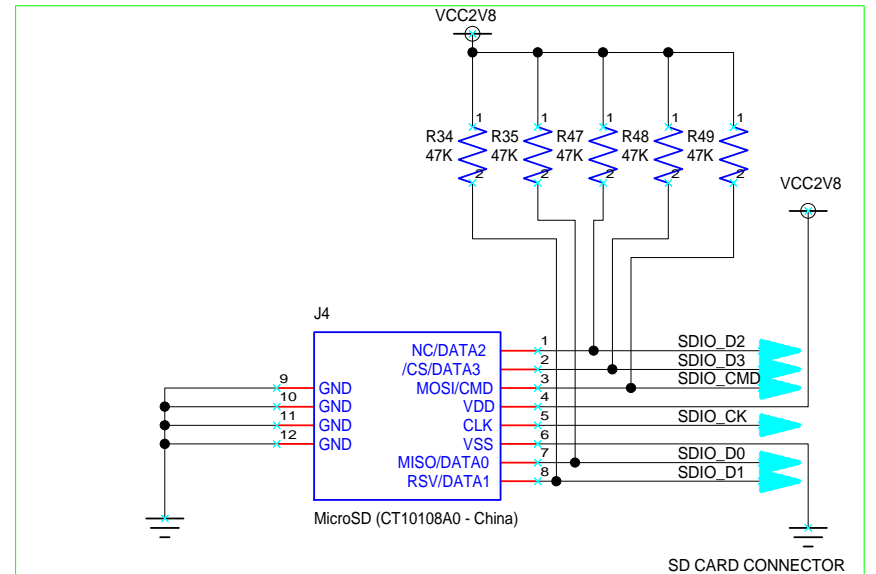 VCC2V8
1 1 1 1 1
R34 R35 R47 R48 R49
47K 47K 47K 47K 47K
2 2 2 2 2
VCC2V8
J4
1 SDIO_D2
NC/DATA2
2 SDIO_D3
/CS/DATA3
3 SDIO_CMD
9 GND MOSI/CMD
10 GND VDD 4
11 GND CLK 5 SDIO_CK
12 GND VSS 6
MISO/DATA0 7 SDIO_D0
RSV/DATA1 8 SDIO_D1
MicroSD (CT10108A0 - China)
SD CARD CONNECTOR